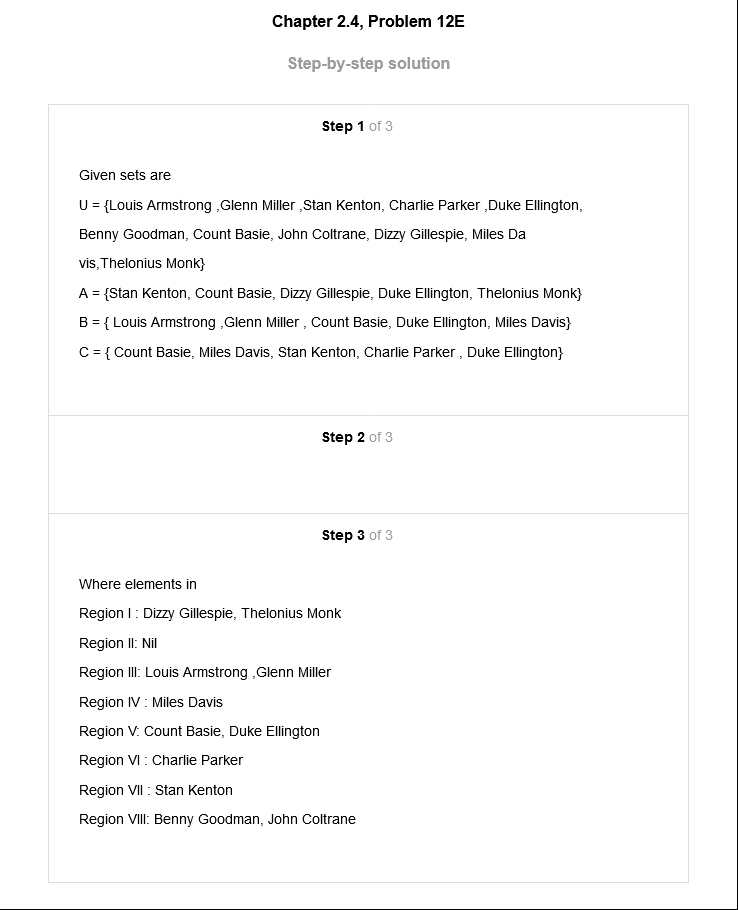 Chapter 2.4, Problem 12E
Step-by-step solution
Step 1 of 3
Given sets are
U = {Louis Armstrong ,Glenn Miller ,Stan Kenton, Charlie Parker ,Duke Ellington,
Benny Goodman, Count Basie, John Coltrane, Dizzy Gillespie, Miles Da
vis,Thelonius Monk}
A = {Stan Kenton, Count Basie, Dizzy Gillespie, Duke Ellington, Thelonius Monk}
B = { Louis Armstrong ,Glenn Miller , Count Basie, Duke Ellington, Miles Davis}
C = { Count Basie, Miles Davis, Stan Kenton, Charlie Parker , Duke Ellington}
Step 2 of 3
Step 3 of 3
Where elements in
Region I : Dizzy Gillespie, Thelonius Monk
Region II: Nil
Region III: Louis Armstrong ,Glenn Miller
Region IV : Miles Davis
Region V: Count Basie, Duke Ellington
Region VI : Charlie Parker
Region VII : Stan Kenton
Region VIII: Benny Goodman, John Coltrane